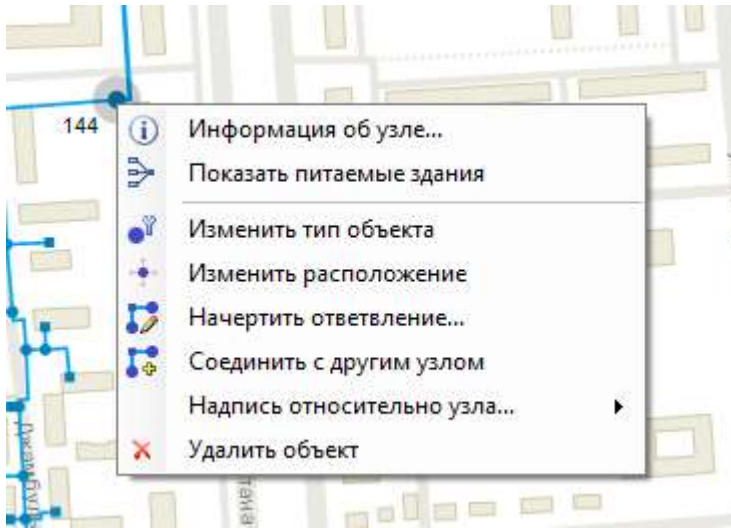 144
Информация об узле...
Показать питаемые здания
Изменить тип объекта
Изменить расположение
Начертить ответвление...
Соединить с другим узлом
Надпись относительно узла...
Удалить объект